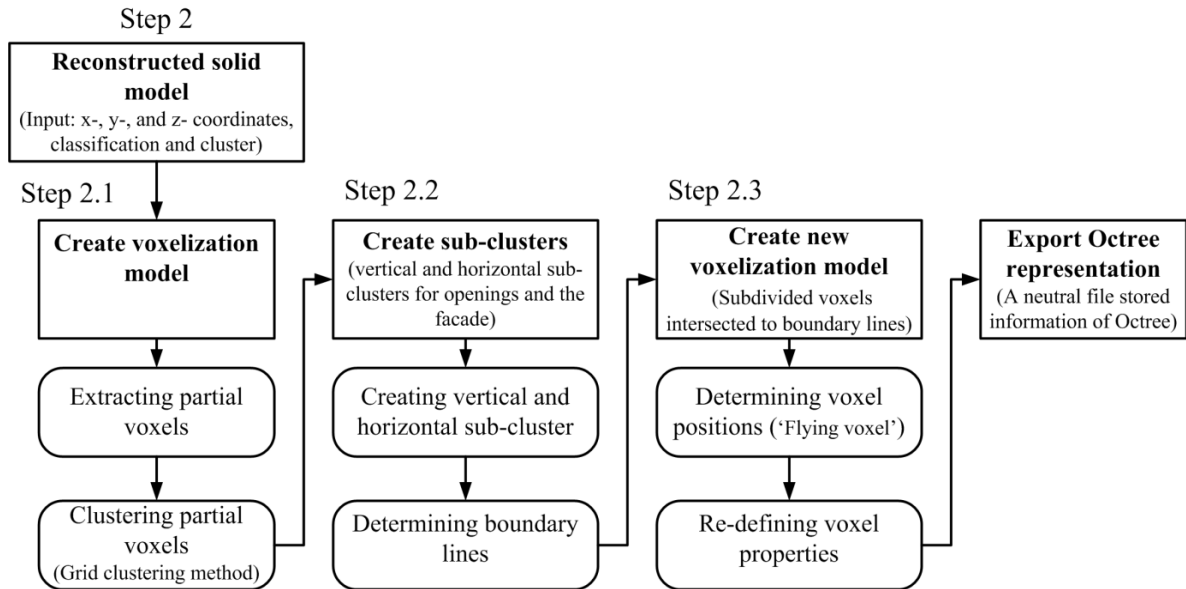 Step 2
Reconstructed solid
model
(Input: x-, y-, and z- coordinates,
classification and cluster)
Step 2.1
Create voxelization
model
Extracting partial
voxels
Clustering partial
voxels
(Grid clustering method)
Step 2.2
Create sub-clusters
(vertical and horizontal sub-
clusters for openings and the
facade)
Creating vertical and
horizontal sub-cluster
Determining boundary
lines
Step 2.3
Create new
voxelization model
(Subdivided voxels
intersected to boundary lines)
Determining voxel
positions (‘Flying voxel’)
Re-defining voxel
properties
Export Octree
representation
(A neutral file stored
information of Octree)